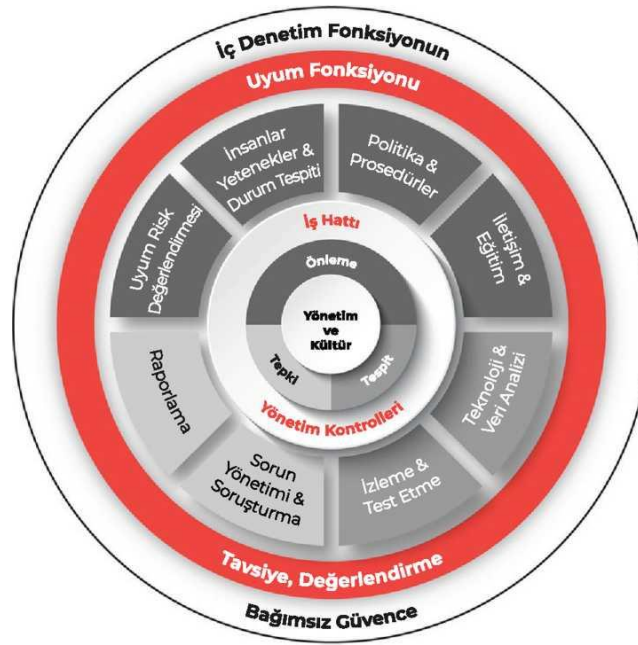 İç Denetim Fonksiyonun
Uyum Fonksiyonu
İnsanlar
Yetenekler &
Durum Tespiti
Politika &
Prosedürler
İletişim &
Eğitim
Teknoloji &
Veri Analizi
İzleme &
Test Etme
Sorun
Yönetimi &
Soruşturma
Raporlama
Uyum Risk
Değerlendirmesi
İş Hattı
Önleme
Yönetim
ve
Kültür
Tepki
Tespit
Yönetim Kontrolleri
Tavsiye, Değerlendirme
Bağımsız Güvence